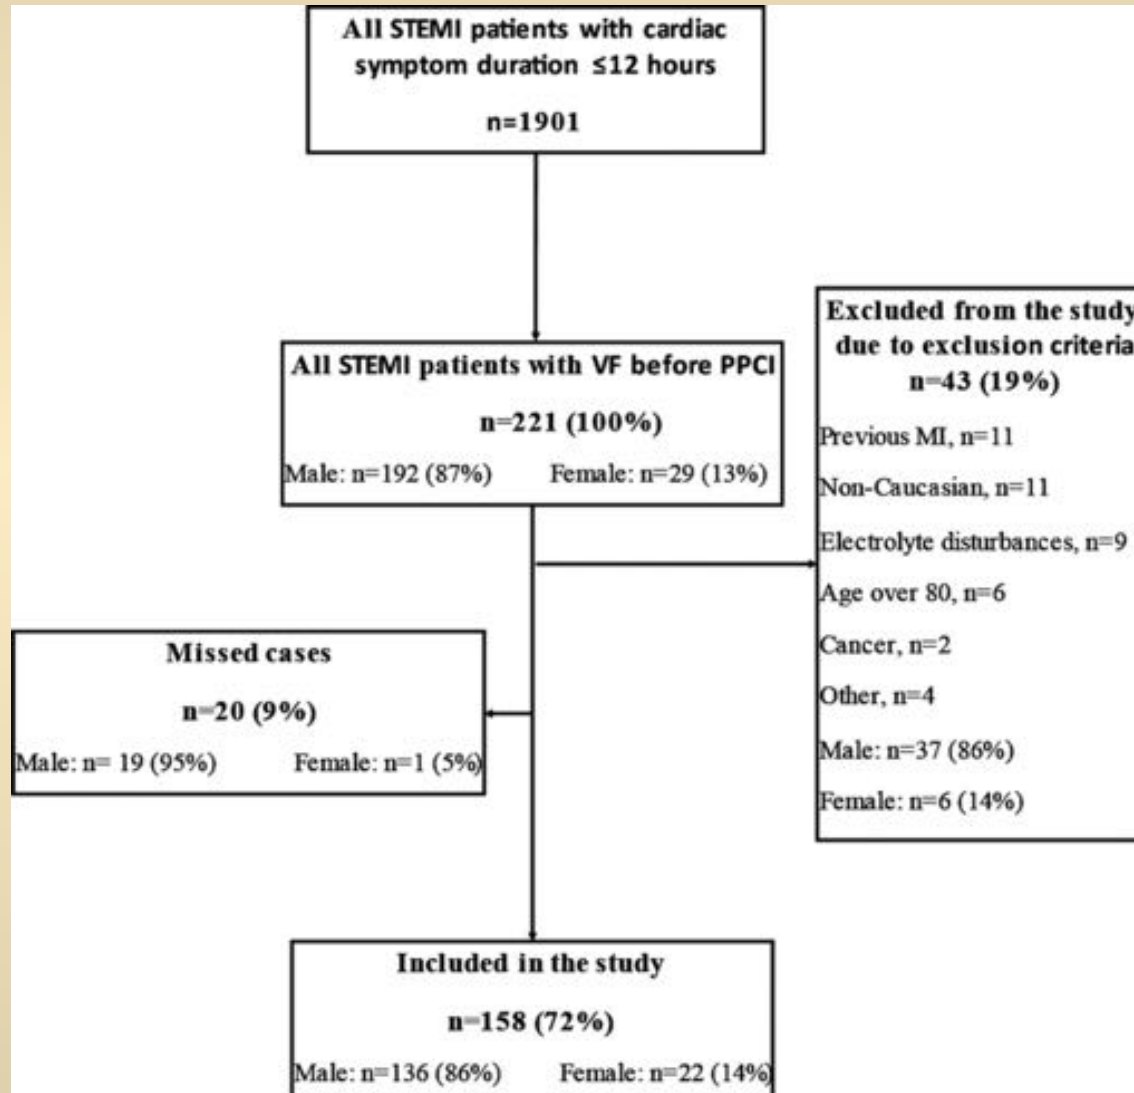 All STEMI patients with cardiac
symptom duration ≤12 hours
n=1901
All STEMI patients with VF before PPCI
n=221 (100%)
Male: n=192 (87%) Female: n=29 (13%)
Excluded from the study
due to exclusion criteria
n=43 (19%)
Previous MI, n=11
Non-Caucasian, n=11
Electrolyte disturbances, n=9
Age over 80, n=6
Cancer, n=2
Other, n=4
Male: n=37 (86%)
Female: n=6 (14%)
Missed cases
n=20 (9%)
Male: n= 19 (95%) Female: n=1 (5%)
Included in the study
n=158 (72%)
Male: n=136 (86%) Female: n=22 (14%)